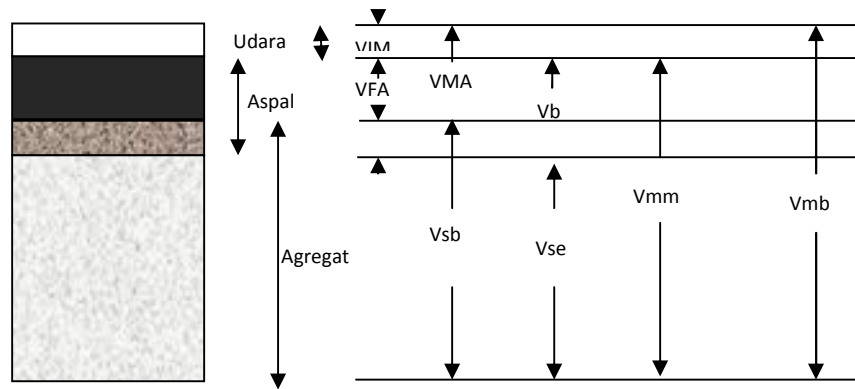 Udara
VIM
VFA
VMA
Aspal
Vb
Vmm
Vmb
Vsb
Vse
Agregat